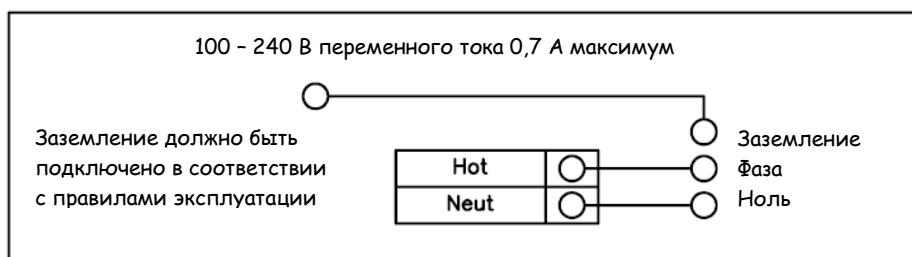 100 – 240 В переменного тока 0,7 А максимум
Заземление должно быть
подключено в соответствии
с правилами эксплуатации
Hot
Neut
Заземление
Фаза
Ноль